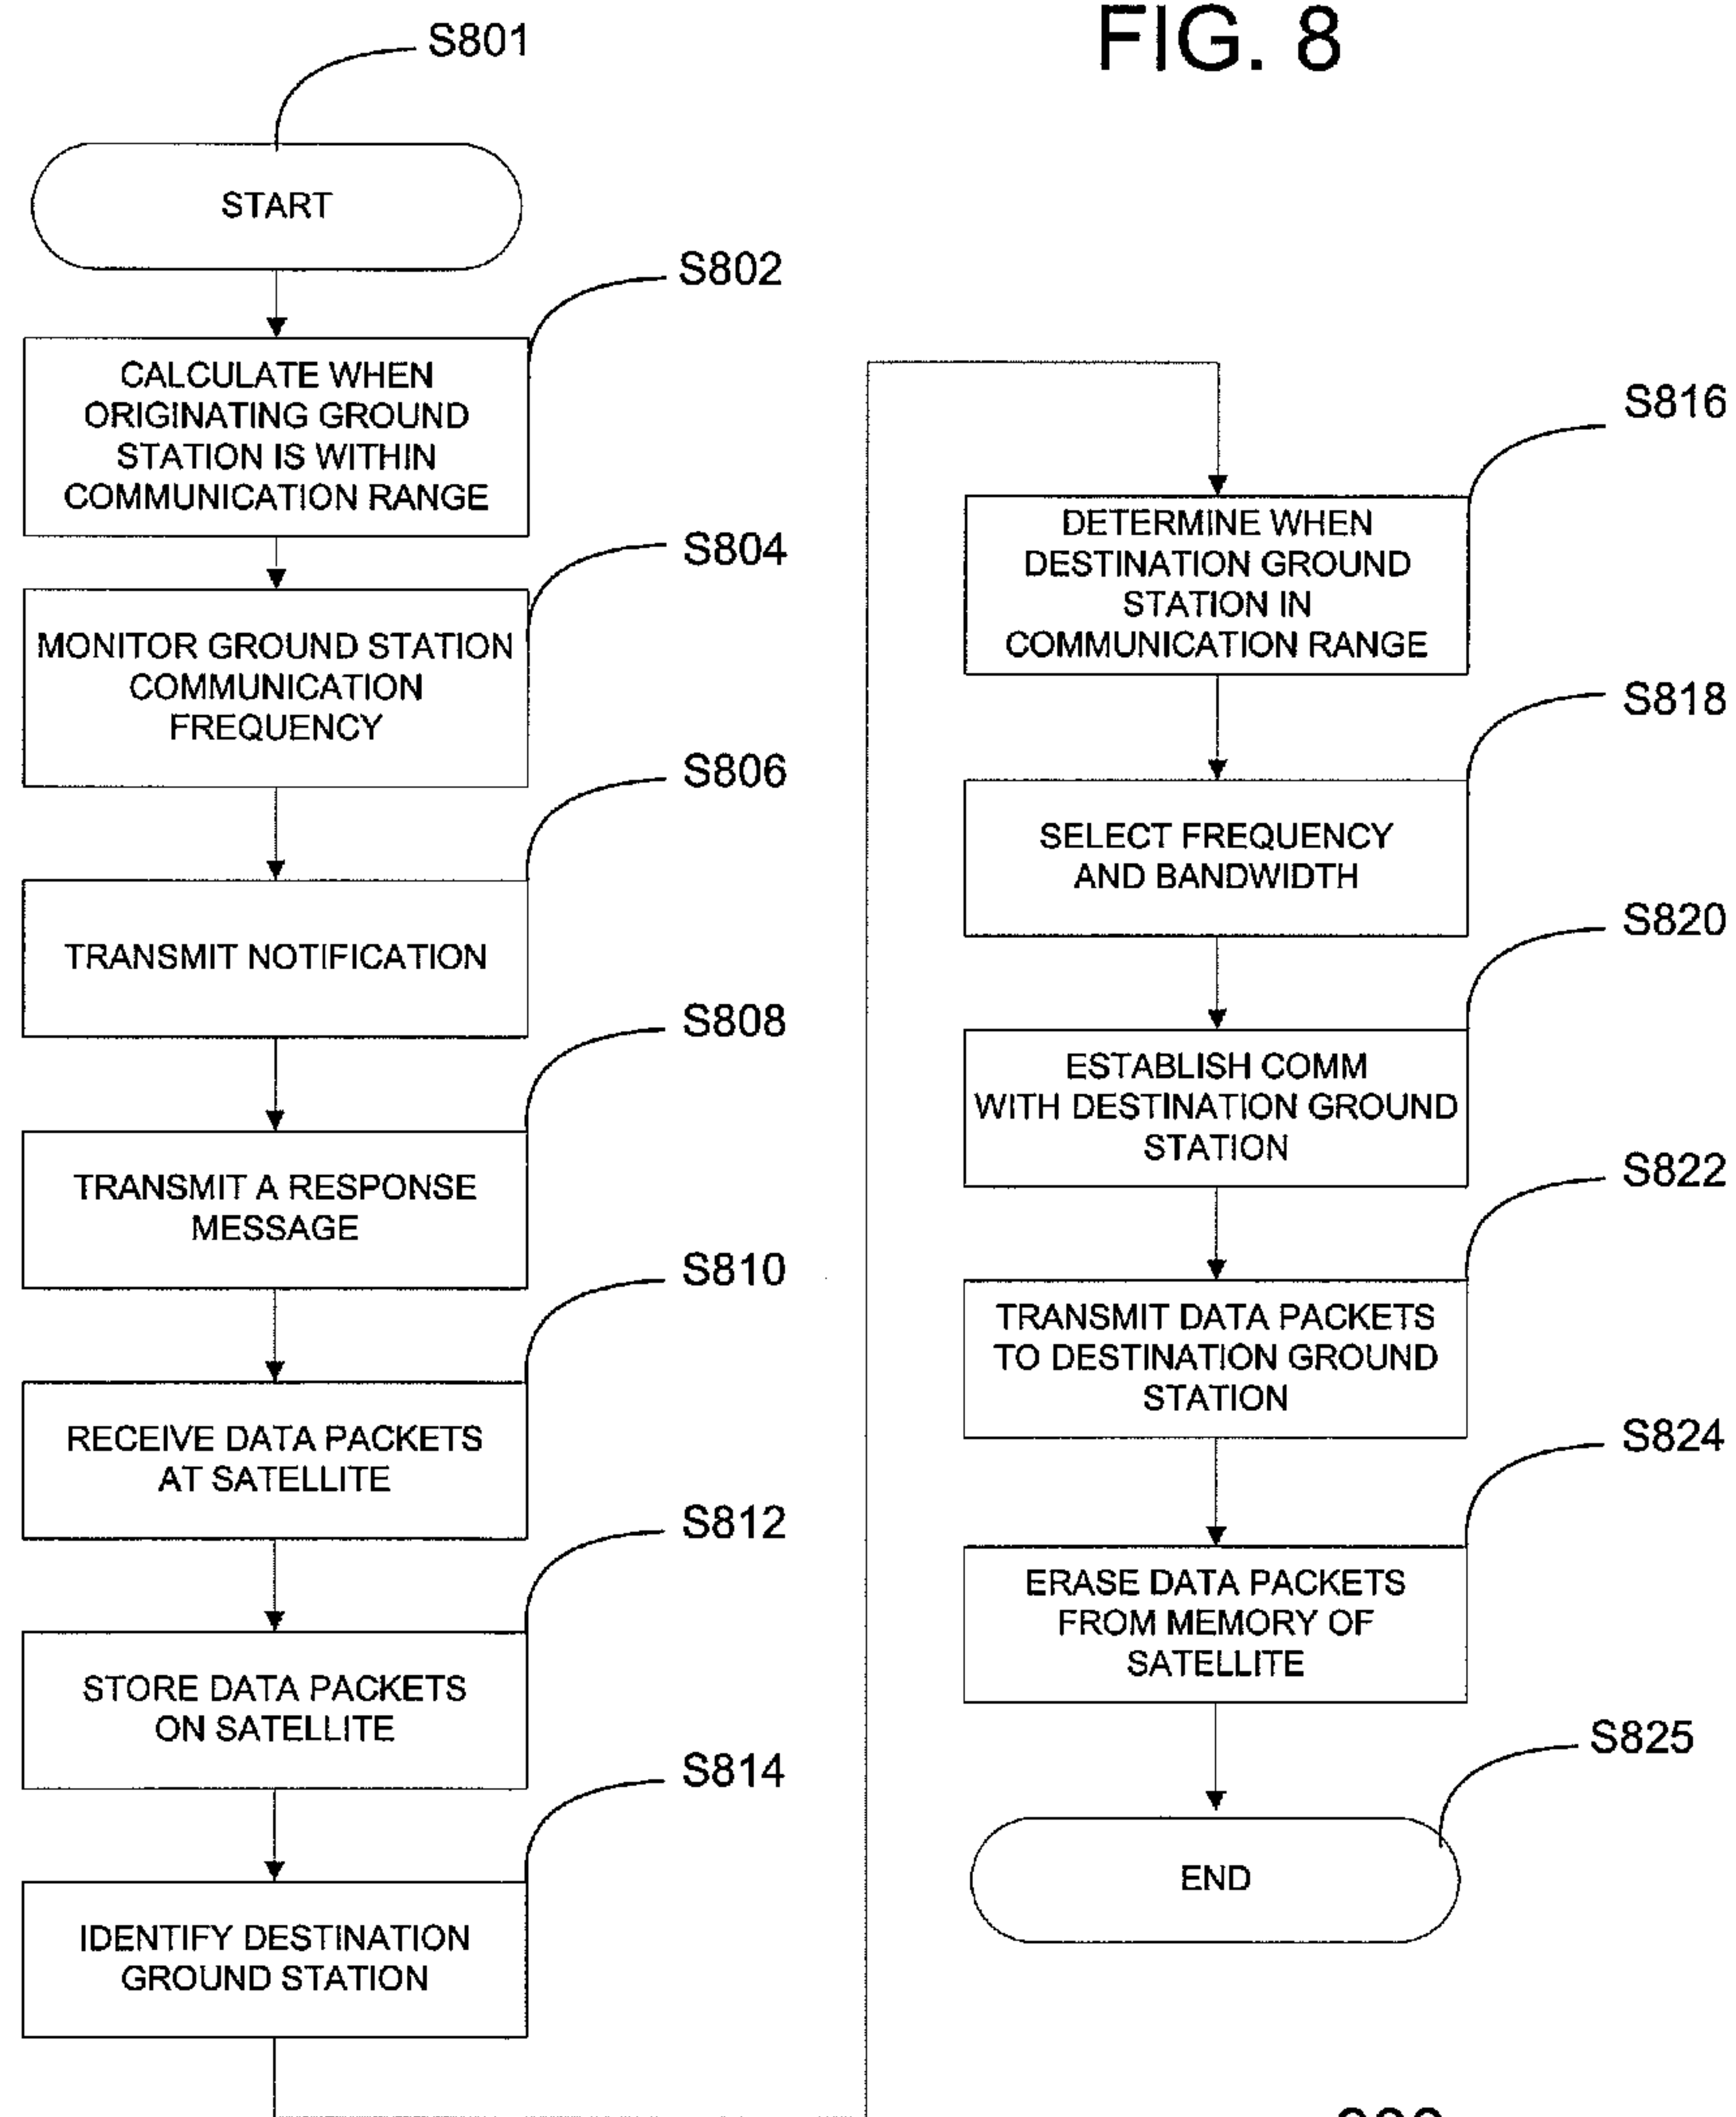 FIG. 8
S801
START
S802
CALCULATE WHEN
ORIGINATING GROUND
STATION IS WITHIN
COMMUNICATION RANGE
S804
MONITOR GROUND STATION
COMMUNICATION
FREQUENCY
S806
TRANSMIT NOTIFICATION
S808
TRANSMIT A RESPONSE
MESSAGE
S810
RECEIVE DATA PACKETS
AT SATELLITE
S812
STORE DATA PACKETS
ON SATELLITE
S814
IDENTIFY DESTINATION
GROUND STATION
S816
DETERMINE WHEN
DESTINATION GROUND
STATION IN
COMMUNICATION RANGE
S818
SELECT FREQUENCY
AND BANDWIDTH
S820
ESTABLISH COMM
WITH DESTINATION GROUND
STATION
S822
TRANSMIT DATA PACKETS
TO DESTINATION GROUND
STATION
S824
ERASE DATA PACKETS
FROM MEMORY OF
SATELLITE
S825
END